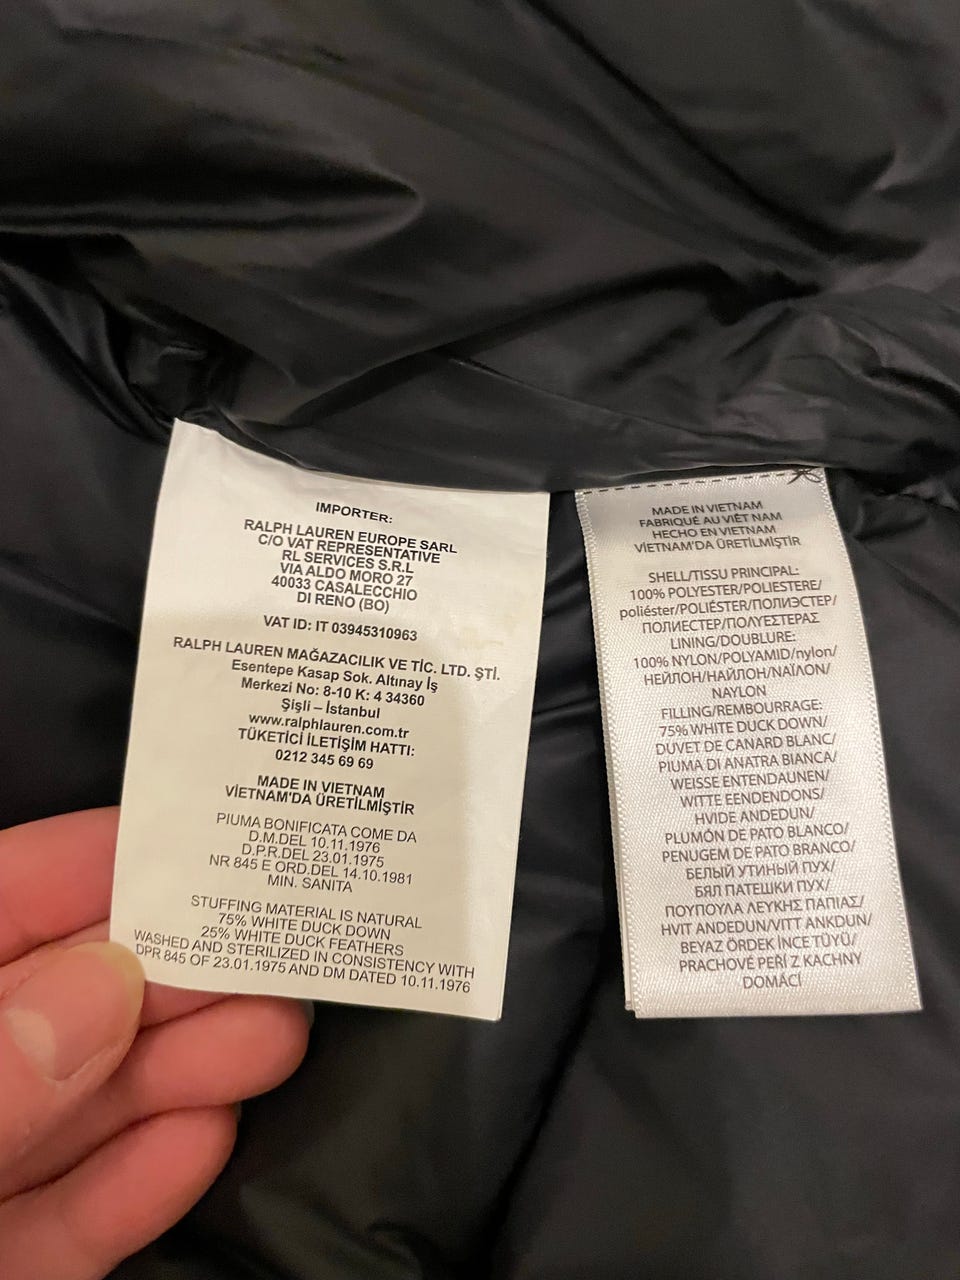 IMPORTER:
RALPH LAUREN EUROPE SARL
C/O VAT REPRESENTATIVE
RL SERVICES S.R.L
VIA ALDO MORO 27
40033 CASALECCHIO
DI RENO (BO)
VAT ID: IT 03945310963
RALPH LAUREN MAĞAZACILIK VE TİC. LTD. ŞTİ.
Esentepe Kasap Sok. Altınay İş
Merkezi No: 8-10 K: 4 34360
Şişli – İstanbul
www.ralphlauren.com.tr
TÜKETİCİ İLETİŞİM HATTI:
0212 345 69 69
MADE IN VIETNAM
VİETNAM'DA ÜRETİLMİŞTİR
PIUMA BONIFICATA COME DA
D.M.DEL 10.11.1976
D.P.R.DEL 23.01.1975
NR 845 E ORD.DEL 14.10.1981
MIN. SANITA
STUFFING MATERIAL IS NATURAL
75% WHITE DUCK DOWN
25% WHITE DUCK FEATHERS
WASHED AND STERILIZED IN CONSISTENCY WITH
DPR 845 OF 23.01.1975 AND DM DATED 10.11.1976
MADE IN VIETNAM
FABRIQUÉ AU VIÊT NAM
HECHO EN VIETNAM
VİETNAM'DA ÜRETİLMİŞTİR
SHELL/TISSU PRINCIPAL:
100% POLYESTER/POLIESTERE/
poliéster/POLIÉSTER/ПОЛИЭСТЕР/
ПОЛИЕСТЕР/ΠΟΛΥΕΣΤΕΡΑΣ
LINING/DOUBLURE:
100% NYLON/POLYAMID/nylon/
НЕЙЛОН/НАЙЛОН/ΝΑΪΛΟΝ/
NAYLON
FILLING/REMBOURRAGE:
75% WHITE DUCK DOWN/
DUVET DE CANARD BLANC/
PIUMA DI ANATRA BIANCA/
WEISSE ENTENDAUNEN/
WITTE EENDENDONS/
HVIDE ANDEDUN/
PLUMÓN DE PATO BLANCO/
PENUGEM DE PATO BRANCO/
БЕЛЫЙ УТИНЫЙ ПУХ/
БЯЛ ПАТЕШКИ ПУХ/
ΠΟΥΠΟΥΛΑ ΛΕΥΚΗΣ ΠΑΠΙΑΣ/
HVIT ANDEDUN/VITT ANKDUN/
BEYAZ ÖRDEK İNCE TÜYÜ/
PRACHOVÉ PEŘÍ Z KACHNY
DOMÁCÍ